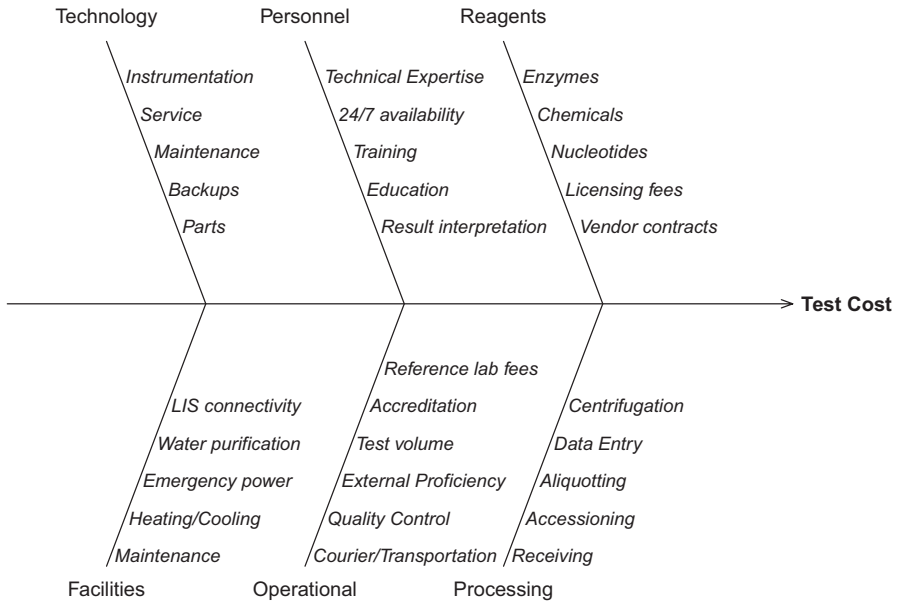 Technology
Personnel
Reagents
Instrumentation
Service
Maintenance
Backups
Parts
Technical Expertise
24/7 availability
Training
Education
Result interpretation
Enzymes
Chemicals
Nucleotides
Licensing fees
Vendor contracts
Test Cost
LIS connectivity
Water purification
Emergency power
Heating/Cooling
Maintenance
Reference lab fees
Accreditation
Test volume
External Proficiency
Quality Control
Courier/Transportation
Centrifugation
Data Entry
Aliquotting
Accessioning
Receiving
Facilities
Operational
Processing